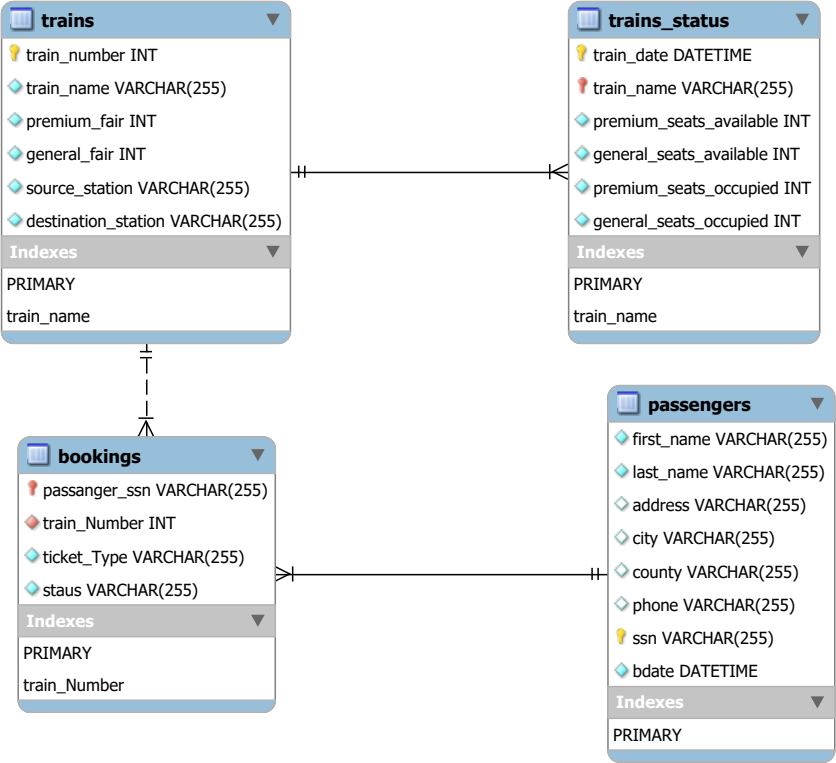 trains
train_number INT
train_name VARCHAR(255)
premium_fair INT
general_fair INT
source_station VARCHAR(255)
destination_station VARCHAR(255)
Indexes
PRIMARY
train_name
trains_status
train_date DATETIME
train_name VARCHAR(255)
premium_seats_available INT
general_seats_available INT
premium_seats_occupied INT
general_seats_occupied INT
Indexes
PRIMARY
train_name
bookings
passanger_ssn VARCHAR(255)
train_Number INT
ticket_Type VARCHAR(255)
staus VARCHAR(255)
Indexes
PRIMARY
train_Number
passengers
first_name VARCHAR(255)
last_name VARCHAR(255)
address VARCHAR(255)
city VARCHAR(255)
county VARCHAR(255)
phone VARCHAR(255)
ssn VARCHAR(255)
bdate DATETIME
Indexes
PRIMARY